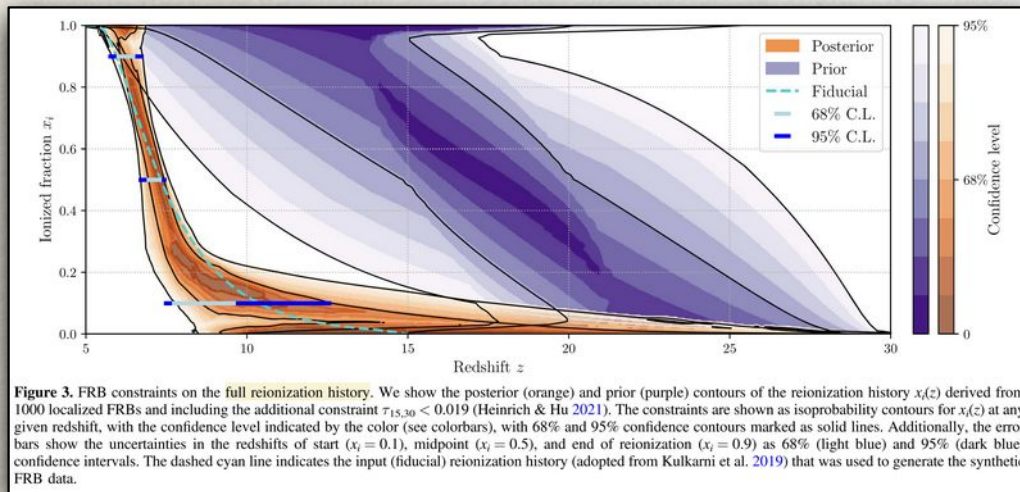 1.0
0.8
0.6
0.4
0.2
0.0
Ionized fraction xᵢ
5 10 15 20 25 30
Redshift z
Posterior
Prior
Fiducial
68% C.L.
95% C.L.
95%
68%
0
Confidence level
Figure 3. FRB constraints on the full reionization history. We show the posterior (orange) and prior (purple) contours of the reionization history xᵢ(z) derived from
1000 localized FRBs and including the additional constraint τ₁₅,₃₀ < 0.019 (Heinrich & Hu 2021). The constraints are shown as isoprobability contours for xᵢ(z) at any
given redshift, with the confidence level indicated by the color (see colorbars), with 68% and 95% confidence contours marked as solid lines. Additionally, the error
bars show the uncertainties in the redshifts of start (xᵢ = 0.1), midpoint (xᵢ = 0.5), and end of reionization (xᵢ = 0.9) as 68% (light blue) and 95% (dark blue
confidence intervals. The dashed cyan line indicates the input (fiducial) reionization history (adopted from Kulkarni et al. 2019) that was used to generate the synthetic
FRB data.